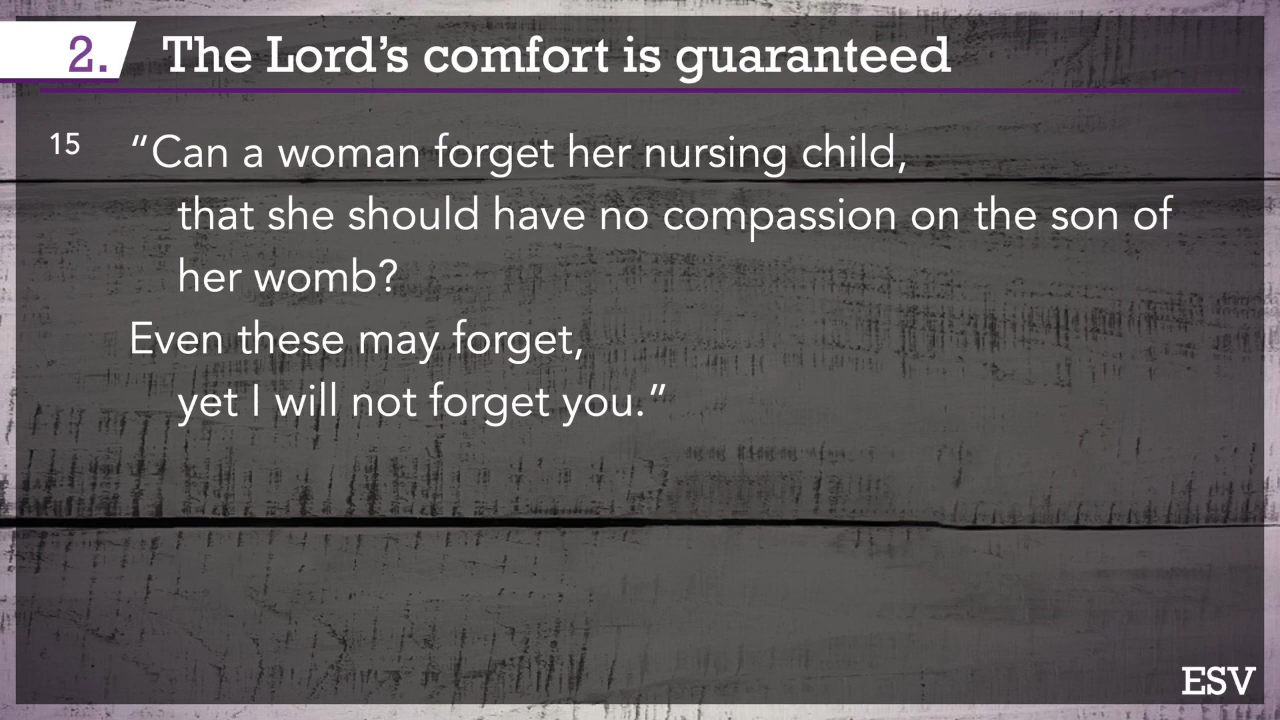 2. The Lord’s comfort is guaranteed
15 “Can a woman forget her nursing child,
that she should have no compassion on the son of
her womb?
Even these may forget,
yet I will not forget you.”
ESV